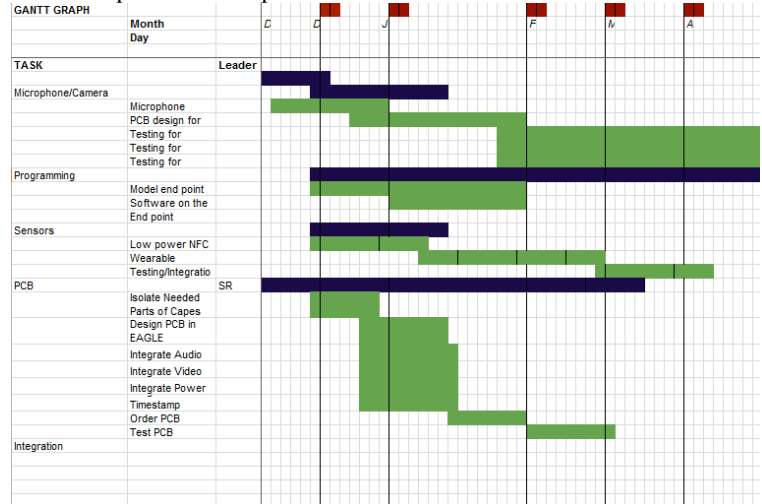 GANTT GRAPH
Month D D J F M A
Day
TASK Leader
Microphone/Camera
Microphone
PCB design for
Testing for
Testing for
Testing for
Programming
Model end point
Software on the
End point
Sensors
Low power NFC
Wearable
Testing/Integratio
PCB SR
Isolate Needed
Parts of Capes
Design PCB in
EAGLE
Integrate Audio
Integrate Video
Integrate Power
Timestamp
Order PCB
Test PCB
Integration